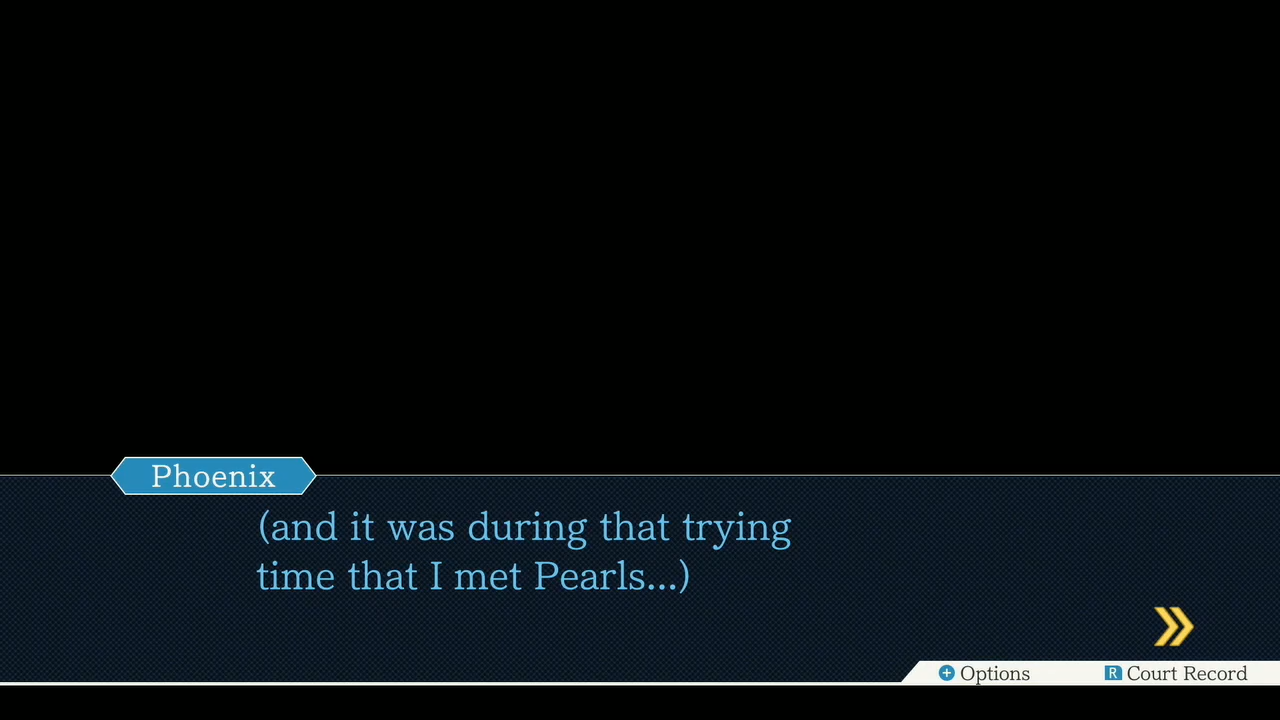 Phoenix
(and it was during that trying
time that I met Pearls...)
+ Options
R Court Record